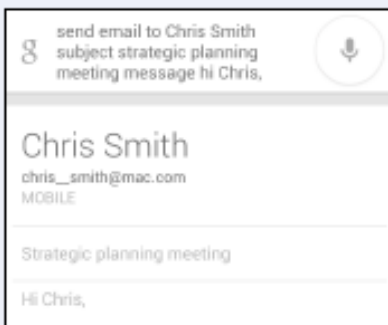 g
send email to Chris Smith
subject strategic planning
meeting message hi Chris,
Chris Smith
chris__smith@mac.com
MOBILE
Strategic planning meeting
Hi Chris,